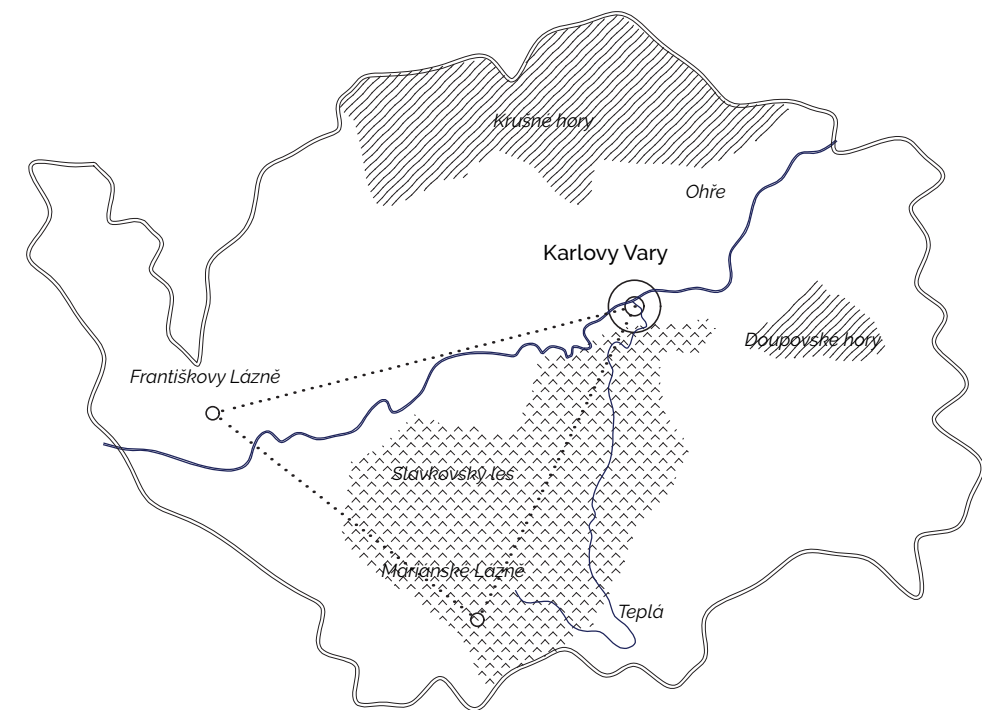 Krušné hory
Ohře
Karlovy Vary
Doupovské hory
Františkovy Lázně
Slavkovský les
Mariánské Lázně
Teplá